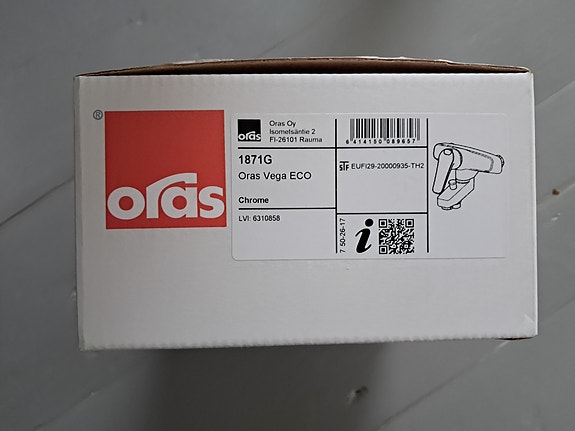 ®
oras
oras
Oras Oy
Isometsäntie 2
FI-26101 Rauma
1871G
Oras Vega ECO
Chrome
LVI: 6310858
6 414150 089657
STF EUFI29-20000935-TH2
7 50-26-17
i